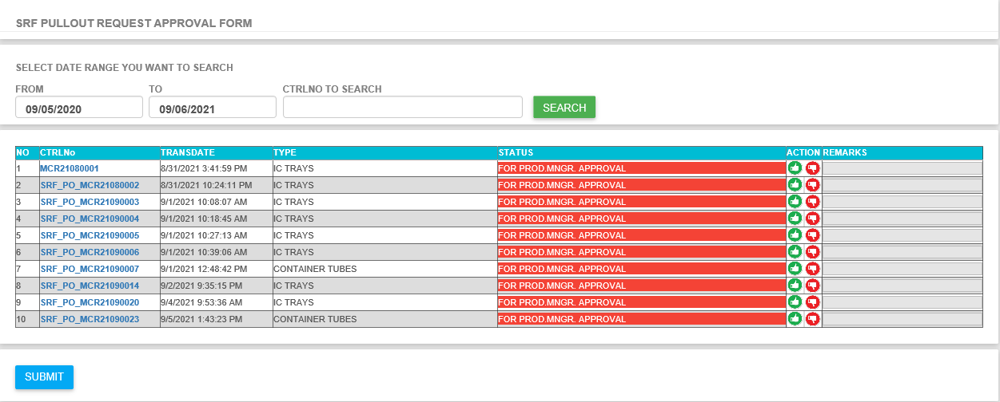 SRF PULLOUT REQUEST APPROVAL FORM
SELECT DATE RANGE YOU WANT TO SEARCH
FROM TO CTRLNO TO SEARCH
09/05/2020 09/06/2021 SEARCH
NO CTRLNo TRANSDATE TYPE STATUS ACTION REMARKS
1 MCR21080001 8/31/2021 3:41:59 PM IC TRAYS FOR PROD.MNGR. APPROVAL
2 SRF_PO_MCR21080002 8/31/2021 10:24:11 PM IC TRAYS FOR PROD.MNGR. APPROVAL
3 SRF_PO_MCR21090003 9/1/2021 10:08:07 AM IC TRAYS FOR PROD.MNGR. APPROVAL
4 SRF_PO_MCR21090004 9/1/2021 10:18:45 AM IC TRAYS FOR PROD.MNGR. APPROVAL
5 SRF_PO_MCR21090005 9/1/2021 10:27:13 AM IC TRAYS FOR PROD.MNGR. APPROVAL
6 SRF_PO_MCR21090006 9/1/2021 10:39:06 AM IC TRAYS FOR PROD.MNGR. APPROVAL
7 SRF_PO_MCR21090007 9/1/2021 12:48:42 PM CONTAINER TUBES FOR PROD.MNGR. APPROVAL
8 SRF_PO_MCR21090014 9/2/2021 9:35:15 PM IC TRAYS FOR PROD.MNGR. APPROVAL
9 SRF_PO_MCR21090020 9/4/2021 9:53:36 AM IC TRAYS FOR PROD.MNGR. APPROVAL
10 SRF_PO_MCR21090023 9/5/2021 1:43:23 PM CONTAINER TUBES FOR PROD.MNGR. APPROVAL
SUBMIT